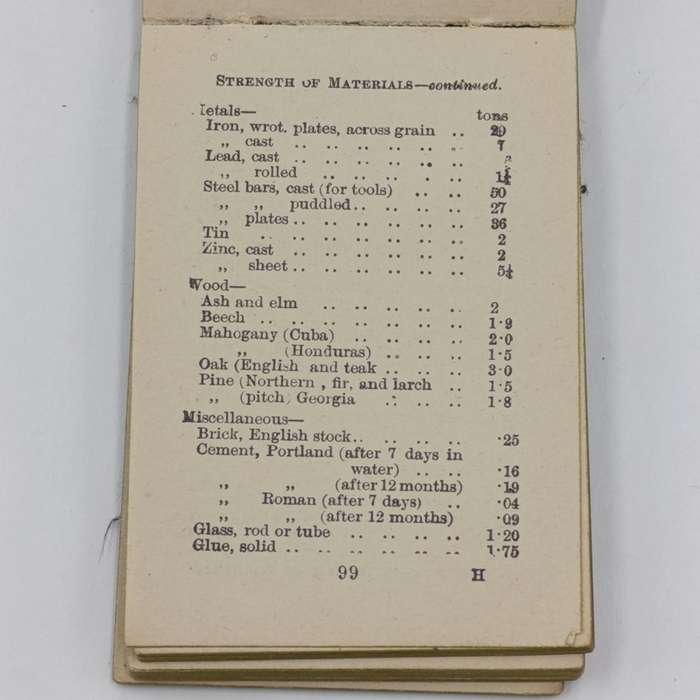 STRENGTH OF MATERIALS—continued.
etals— tons
Iron, wrot. plates, across grain .. 20
„ cast .. .. .. .. .. .. 7
Lead, cast .. .. .. .. .. ..
„ rolled .. .. .. . .. 1¼
Steel bars, cast (for tools) .. .. 50
„ „ puddled .. .. .. .. 27
„ plates .. .. .. .. .. .. 36
Tin .. .. .. .. .. .. .. 2
Zinc, cast .. .. .. .. .. .. 2
„ sheet .. .. .. .. .. .. 5¼
Wood—
Ash and elm .. .. .. .. .. 2
Beech .. .. .. .. .. .. .. 1·9
Mahogany (Cuba) .. .. .. .. 2·0
„ (Honduras) .. .. .. 1·5
Oak (English and teak .. .. .. 3·0
Pine (Northern , fir, and larch .. 1·5
„ (pitch) Georgia .. .. .. 1·8
Miscellaneous—
Brick, English stock .. .. .. .. ·25
Cement, Portland (after 7 days in
water) .. .. ·16
„ „ (after 12 months) ·19
„ Roman (after 7 days) .. ·04
„ „ (after 12 months) ·09
Glass, rod or tube .. .. .. .. 1·20
Glue, solid .. .. .. .. .. .. 1·75
99 H